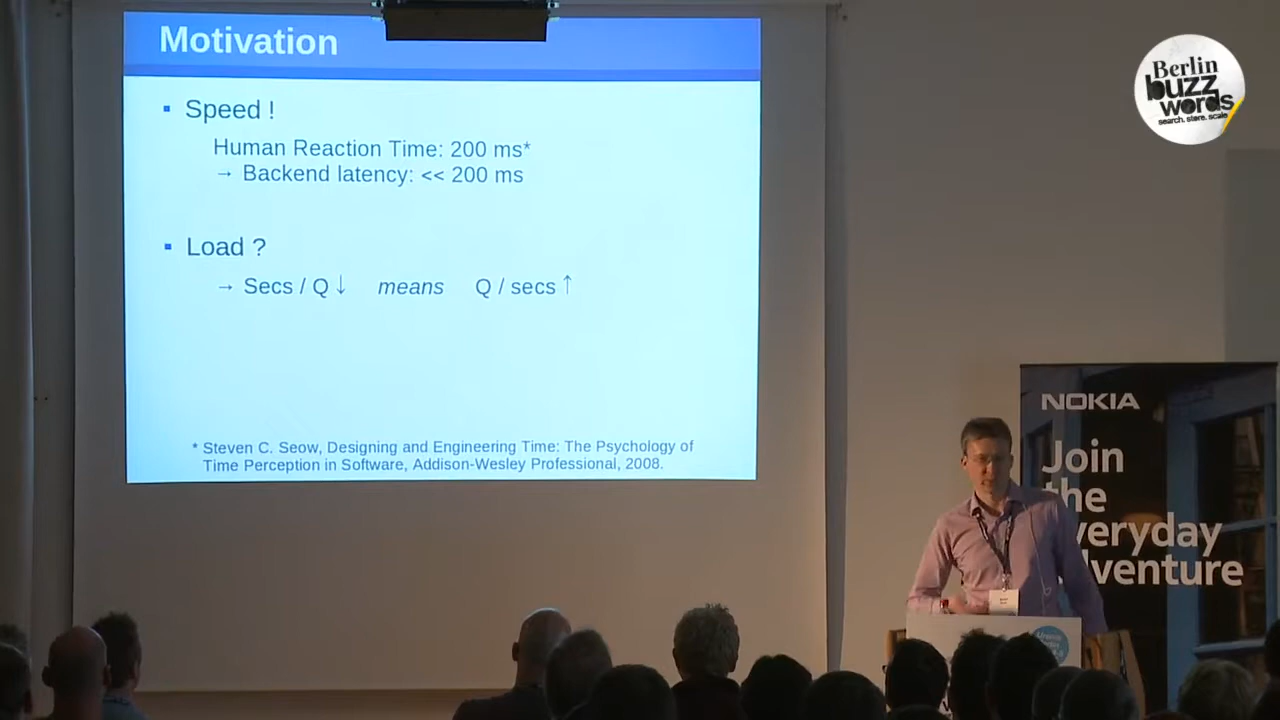 Motivation
▪ Speed !
Human Reaction Time: 200 ms*
→ Backend latency: << 200 ms
▪ Load ?
→ Secs / Q ↓ means Q / secs ↑
* Steven C. Seow, Designing and Engineering Time: The Psychology of
Time Perception in Software, Addison-Wesley Professional, 2008.
Berlin
buzz
words
search. store. scale
NOKIA
Join
the
veryday
venture